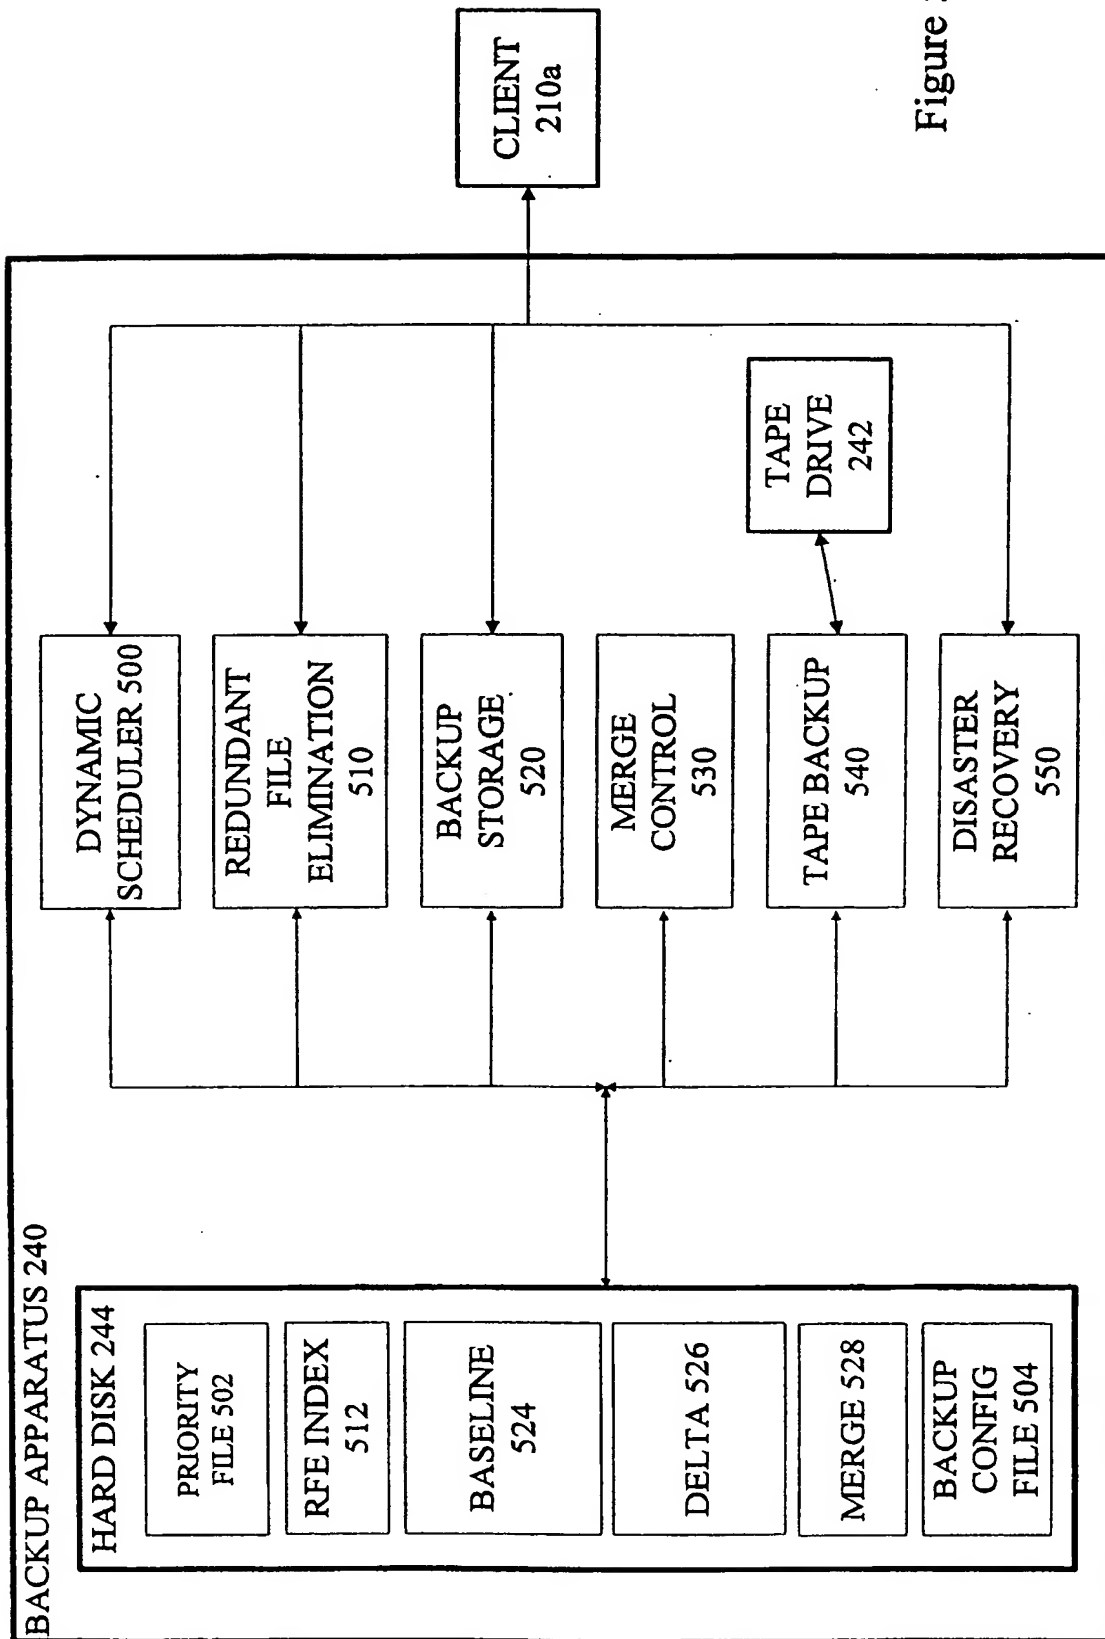 BACKUP APPARATUS 240
HARD DISK 244
PRIORITY
FILE 502
RFE INDEX
512
BASELINE
524
DELTA 526
MERGE 528
BACKUP
CONFIG
FILE 504
DYNAMIC
SCHEDULER 500
REDUNDANT
FILE
ELIMINATION
510
BACKUP
STORAGE
520
MERGE
CONTROL
530
TAPE BACKUP
540
DISASTER
RECOVERY
550
TAPE
DRIVE
242
CLIENT
210a
Figure